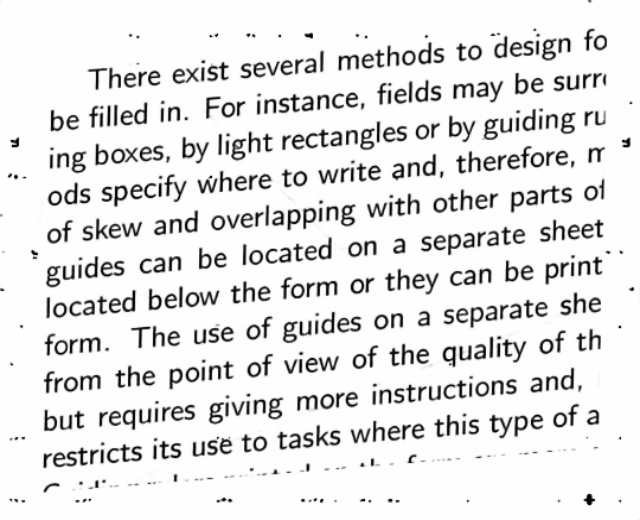 There exist several methods to design fo
be filled in. For instance, fields may be surr
ing boxes, by light rectangles or by guiding ru
ods specify where to write and, therefore, m
of skew and overlapping with other parts of
guides can be located on a separate sheet
located below the form or they can be print
form. The use of guides on a separate she
from the point of view of the quality of th
but requires giving more instructions and,
restricts its use to tasks where this type of a